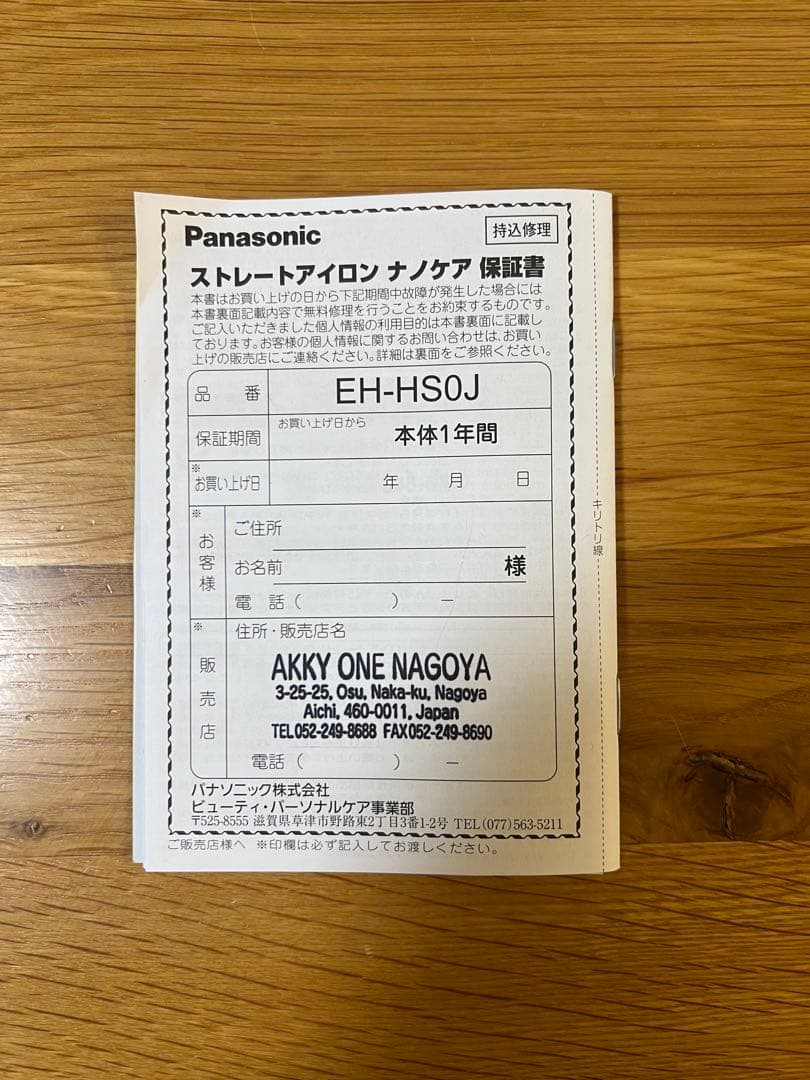 Panasonic
持込修理
ストレートアイロン ナノケア 保証書
本書はお買い上げの日から下記期間中故障が発生した場合には
本書裏面記載内容で無料修理を行うことをお約束するものです。
ご記入いただきました個人情報の利用目的は本書裏面に記載し
ております。お客様の個人情報に関するお問い合わせは、お買い
上げの販売店にご連絡ください。詳細は裏面をご参照ください。
品 番 EH-HS0J
保証期間 お買い上げ日から 本体1年間
※お買い上げ日 年 月 日
※お客様
ご住所
お名前 様
電 話( ) −
※販売店
住所・販売店名
AKKY ONE NAGOYA
3-25-25, Osu, Naka-ku, Nagoya
Aichi, 460-0011, Japan
TEL052-249-8688 FAX052-249-8690
電話( ) −
パナソニック株式会社
ビューティ・パーソナルケア事業部
〒525-8555 滋賀県草津市野路東2丁目3番1-2号 TEL(077)563-5211
ご販売店様へ ※印欄は必ず記入してお渡しください。
キリトリ線